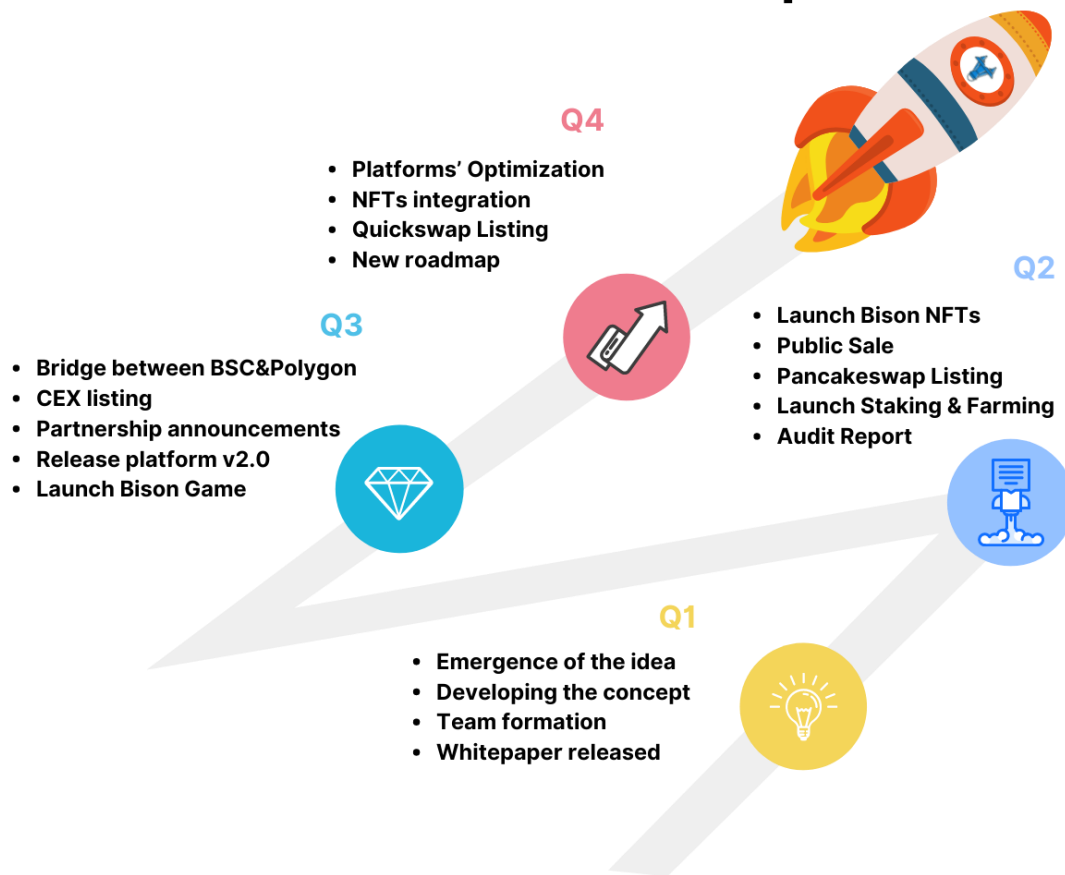 Q4
• Platforms’ Optimization
• NFTs integration
• Quickswap Listing
• New roadmap
Q2
• Launch Bison NFTs
• Public Sale
• Pancakeswap Listing
• Launch Staking & Farming
• Audit Report
Q3
• Bridge between BSC&Polygon
• CEX listing
• Partnership announcements
• Release platform v2.0
• Launch Bison Game
Q1
• Emergence of the idea
• Developing the concept
• Team formation
• Whitepaper released